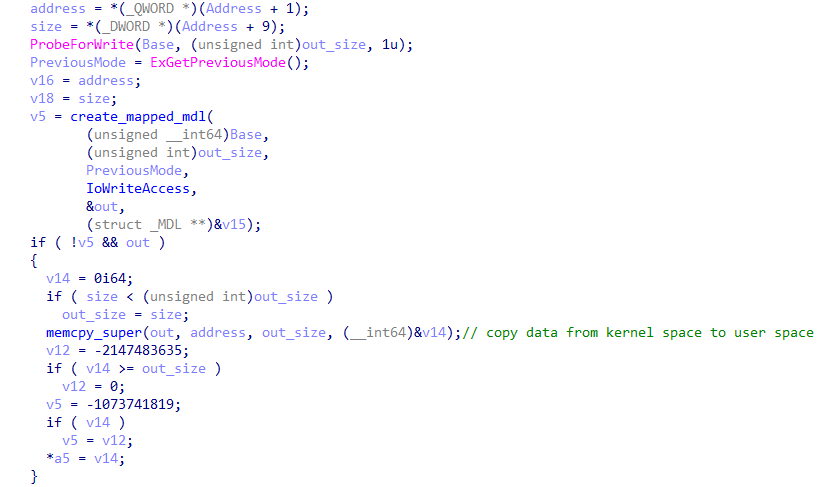 address = *(_QWORD *)(Address + 1);
size = *(_DWORD *)(Address + 9);
ProbeForWrite(Base, (unsigned int)out_size, 1u);
PreviousMode = ExGetPreviousMode();
v16 = address;
v18 = size;
v5 = create_mapped_mdl(
(unsigned __int64)Base,
(unsigned int)out_size,
PreviousMode,
IoWriteAccess,
&out,
(struct _MDL **)&v15);
if ( !v5 && out )
{
v14 = 0i64;
if ( size < (unsigned int)out_size )
out_size = size;
memcpy_super(out, address, out_size, (__int64)&v14);// copy data from kernel space to user space
v12 = -2147483635;
if ( v14 >= out_size )
v12 = 0;
v5 = -1073741819;
if ( v14 )
v5 = v12;
*a5 = v14;
}